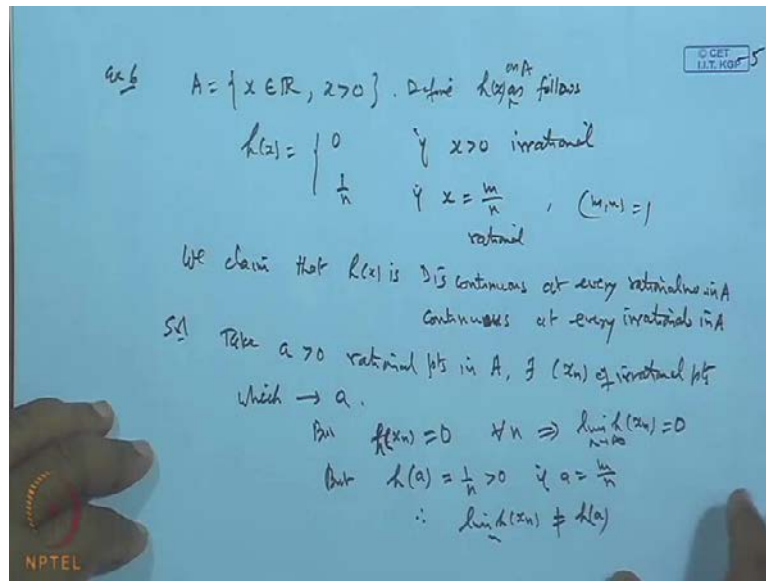 © CET
I.I.T. KGP
5
Ex 6 A = { x ∈ ℝ, x>0 }. Define h(x) as on A follows
h(x) = { 0 if x>0 irrational
1/n if x = m/n , (m,n) = 1
rational
We claim that h(x) is Discontinuous at every rational no in A
Continuous at every irrational in A
Sol Take a >0 rational pts in A, ∃ (xn) of irrational pts
which → a.
But h(xn) = 0 ∀n ⇒ lim h(xn) = 0
n→∞
But h(a) = 1/n > 0 if a = m/n
∴ lim h(xn) ≠ h(a)
n
NPTEL